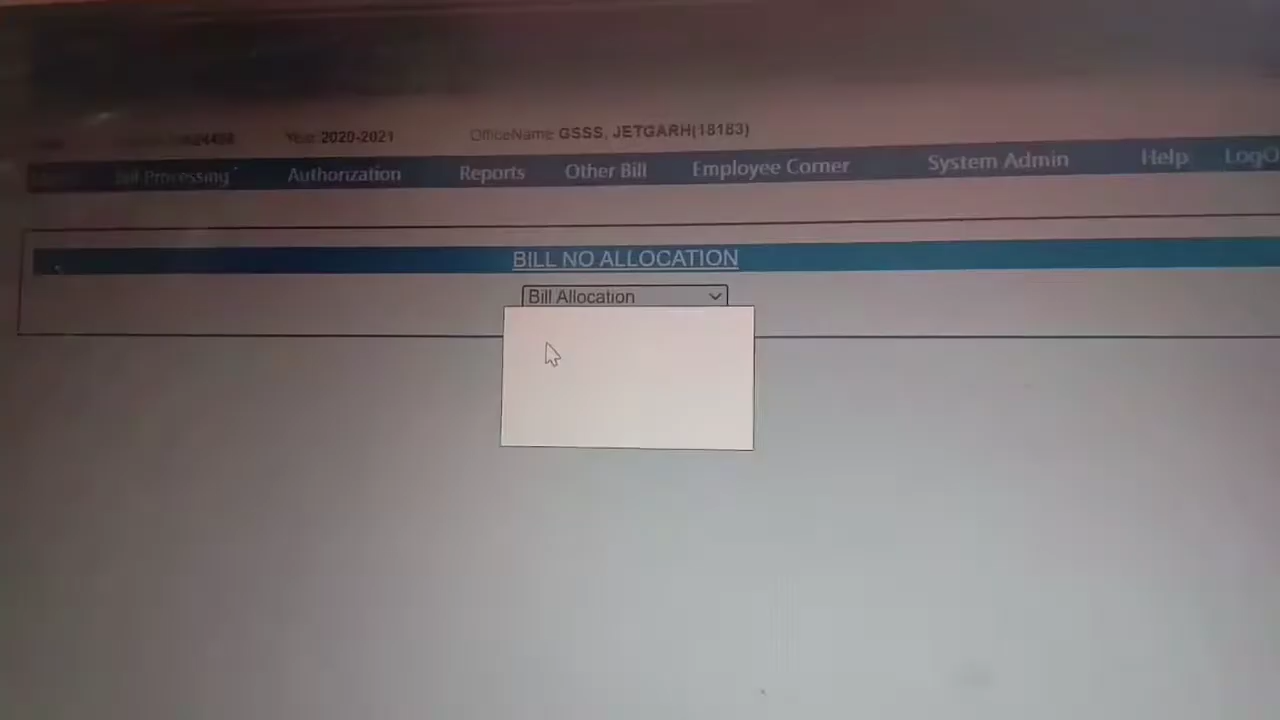 Year:2020-2021 OfficeName GSSS, JETGARH(18183)
Bill Processing Authorization Reports Other Bill Employee Corner System Admin Help LogO
BILL NO ALLOCATION
Bill Allocation